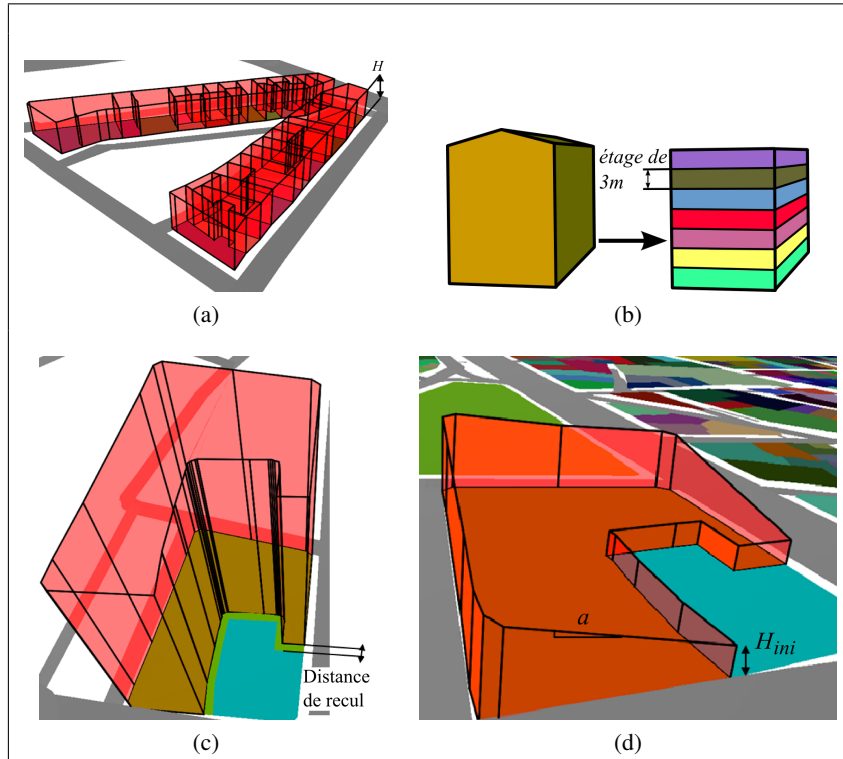 H
étage de
3m
(a)
(b)
Distance
de recul
a
H_ini
(c)
(d)